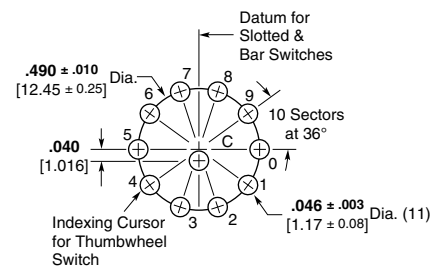 Datum for
Slotted &
Bar Switches
.490 ± .010 Dia.
[12.45 ± 0.25]
7
8
6
9
10 Sectors
at 36°
5
C
0
.040
[1.016]
4
1
3
2
.046 ± .003 Dia. (11)
[1.17 ± 0.08]
Indexing Cursor
for Thumbwheel
Switch